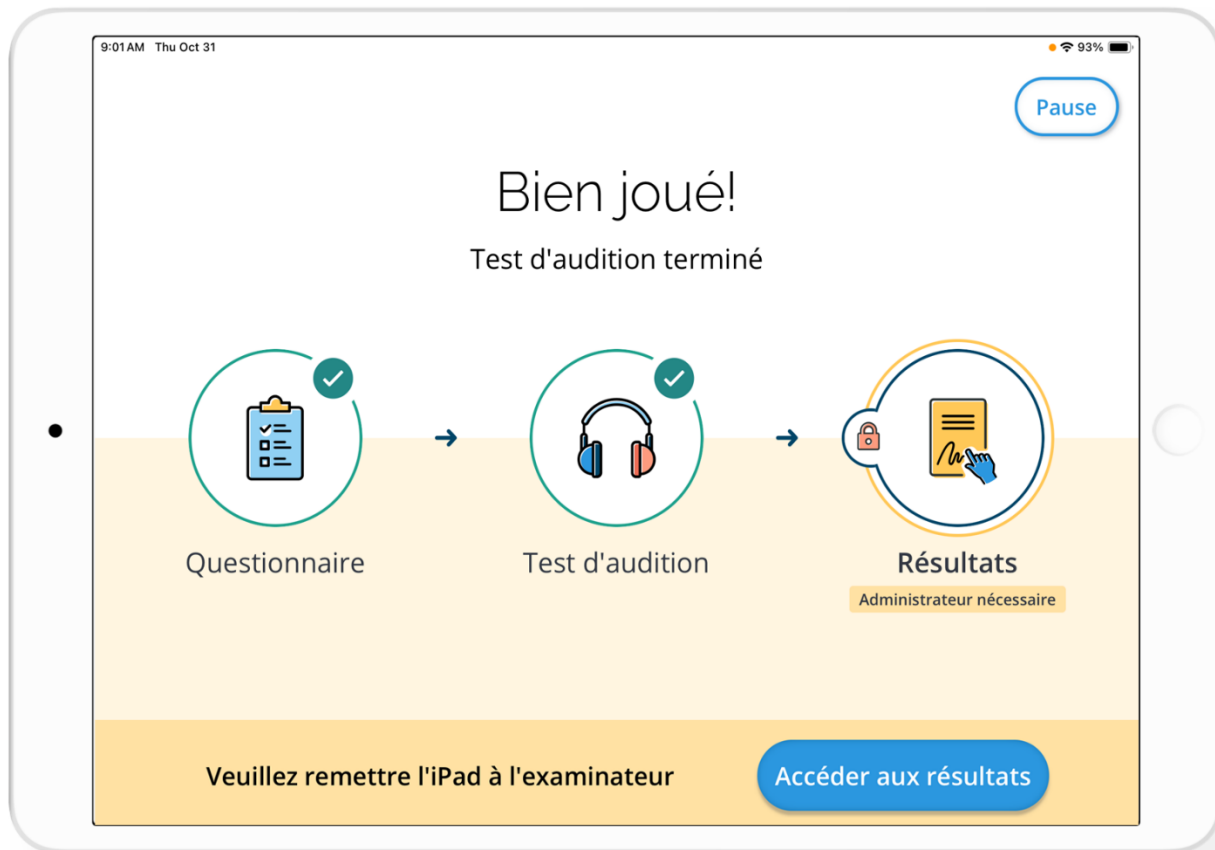 9:01 AM Thu Oct 31
93%
Pause
Bien joué!
Test d'audition terminé
Questionnaire
Test d'audition
Résultats
Administrateur nécessaire
Veuillez remettre l'iPad à l'examinateur
Accéder aux résultats